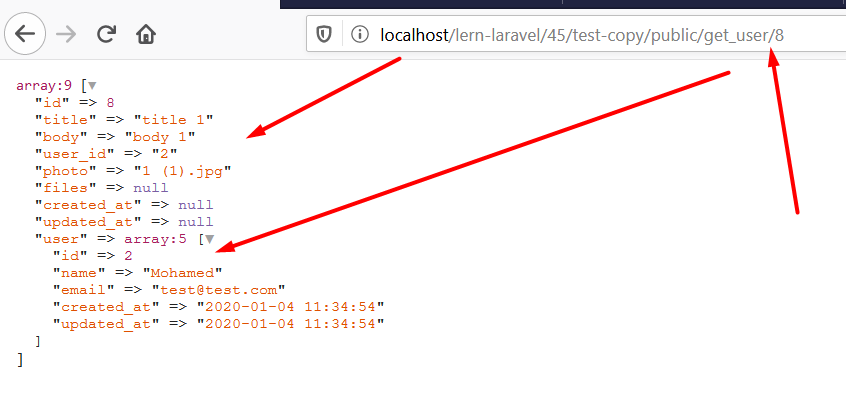 localhost/lern-laravel/45/test-copy/public/get_user/8
array:9 [▼
"id" => 8
"title" => "title 1"
"body" => "body 1"
"user_id" => "2"
"photo" => "1 (1).jpg"
"files" => null
"created_at" => null
"updated_at" => null
"user" => array:5 [▼
"id" => 2
"name" => "Mohamed"
"email" => "test@test.com"
"created_at" => "2020-01-04 11:34:54"
"updated_at" => "2020-01-04 11:34:54"
]
]